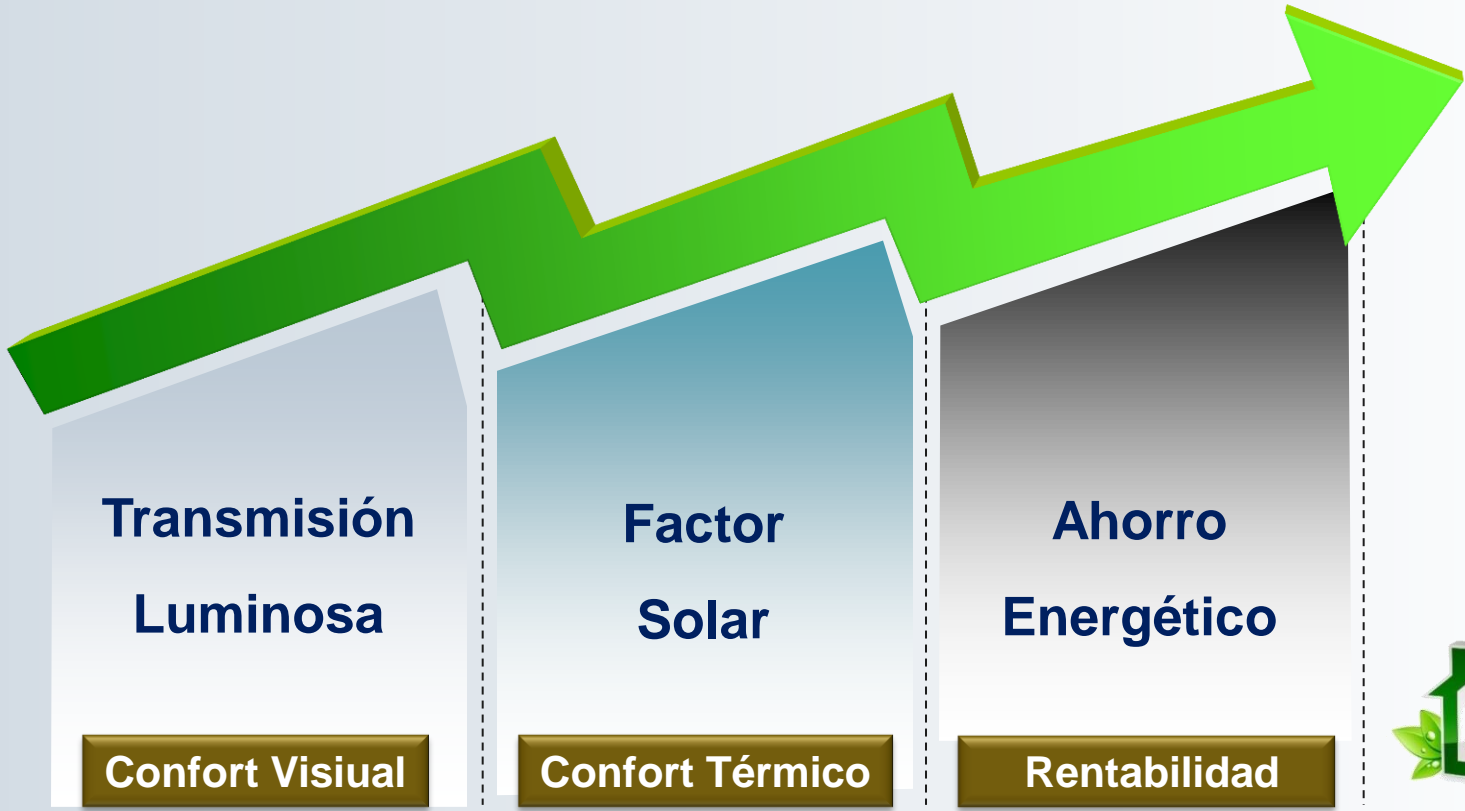 Transmisión
Luminosa
Confort Visiual
Factor
Solar
Confort Térmico
Ahorro
Energético
Rentabilidad